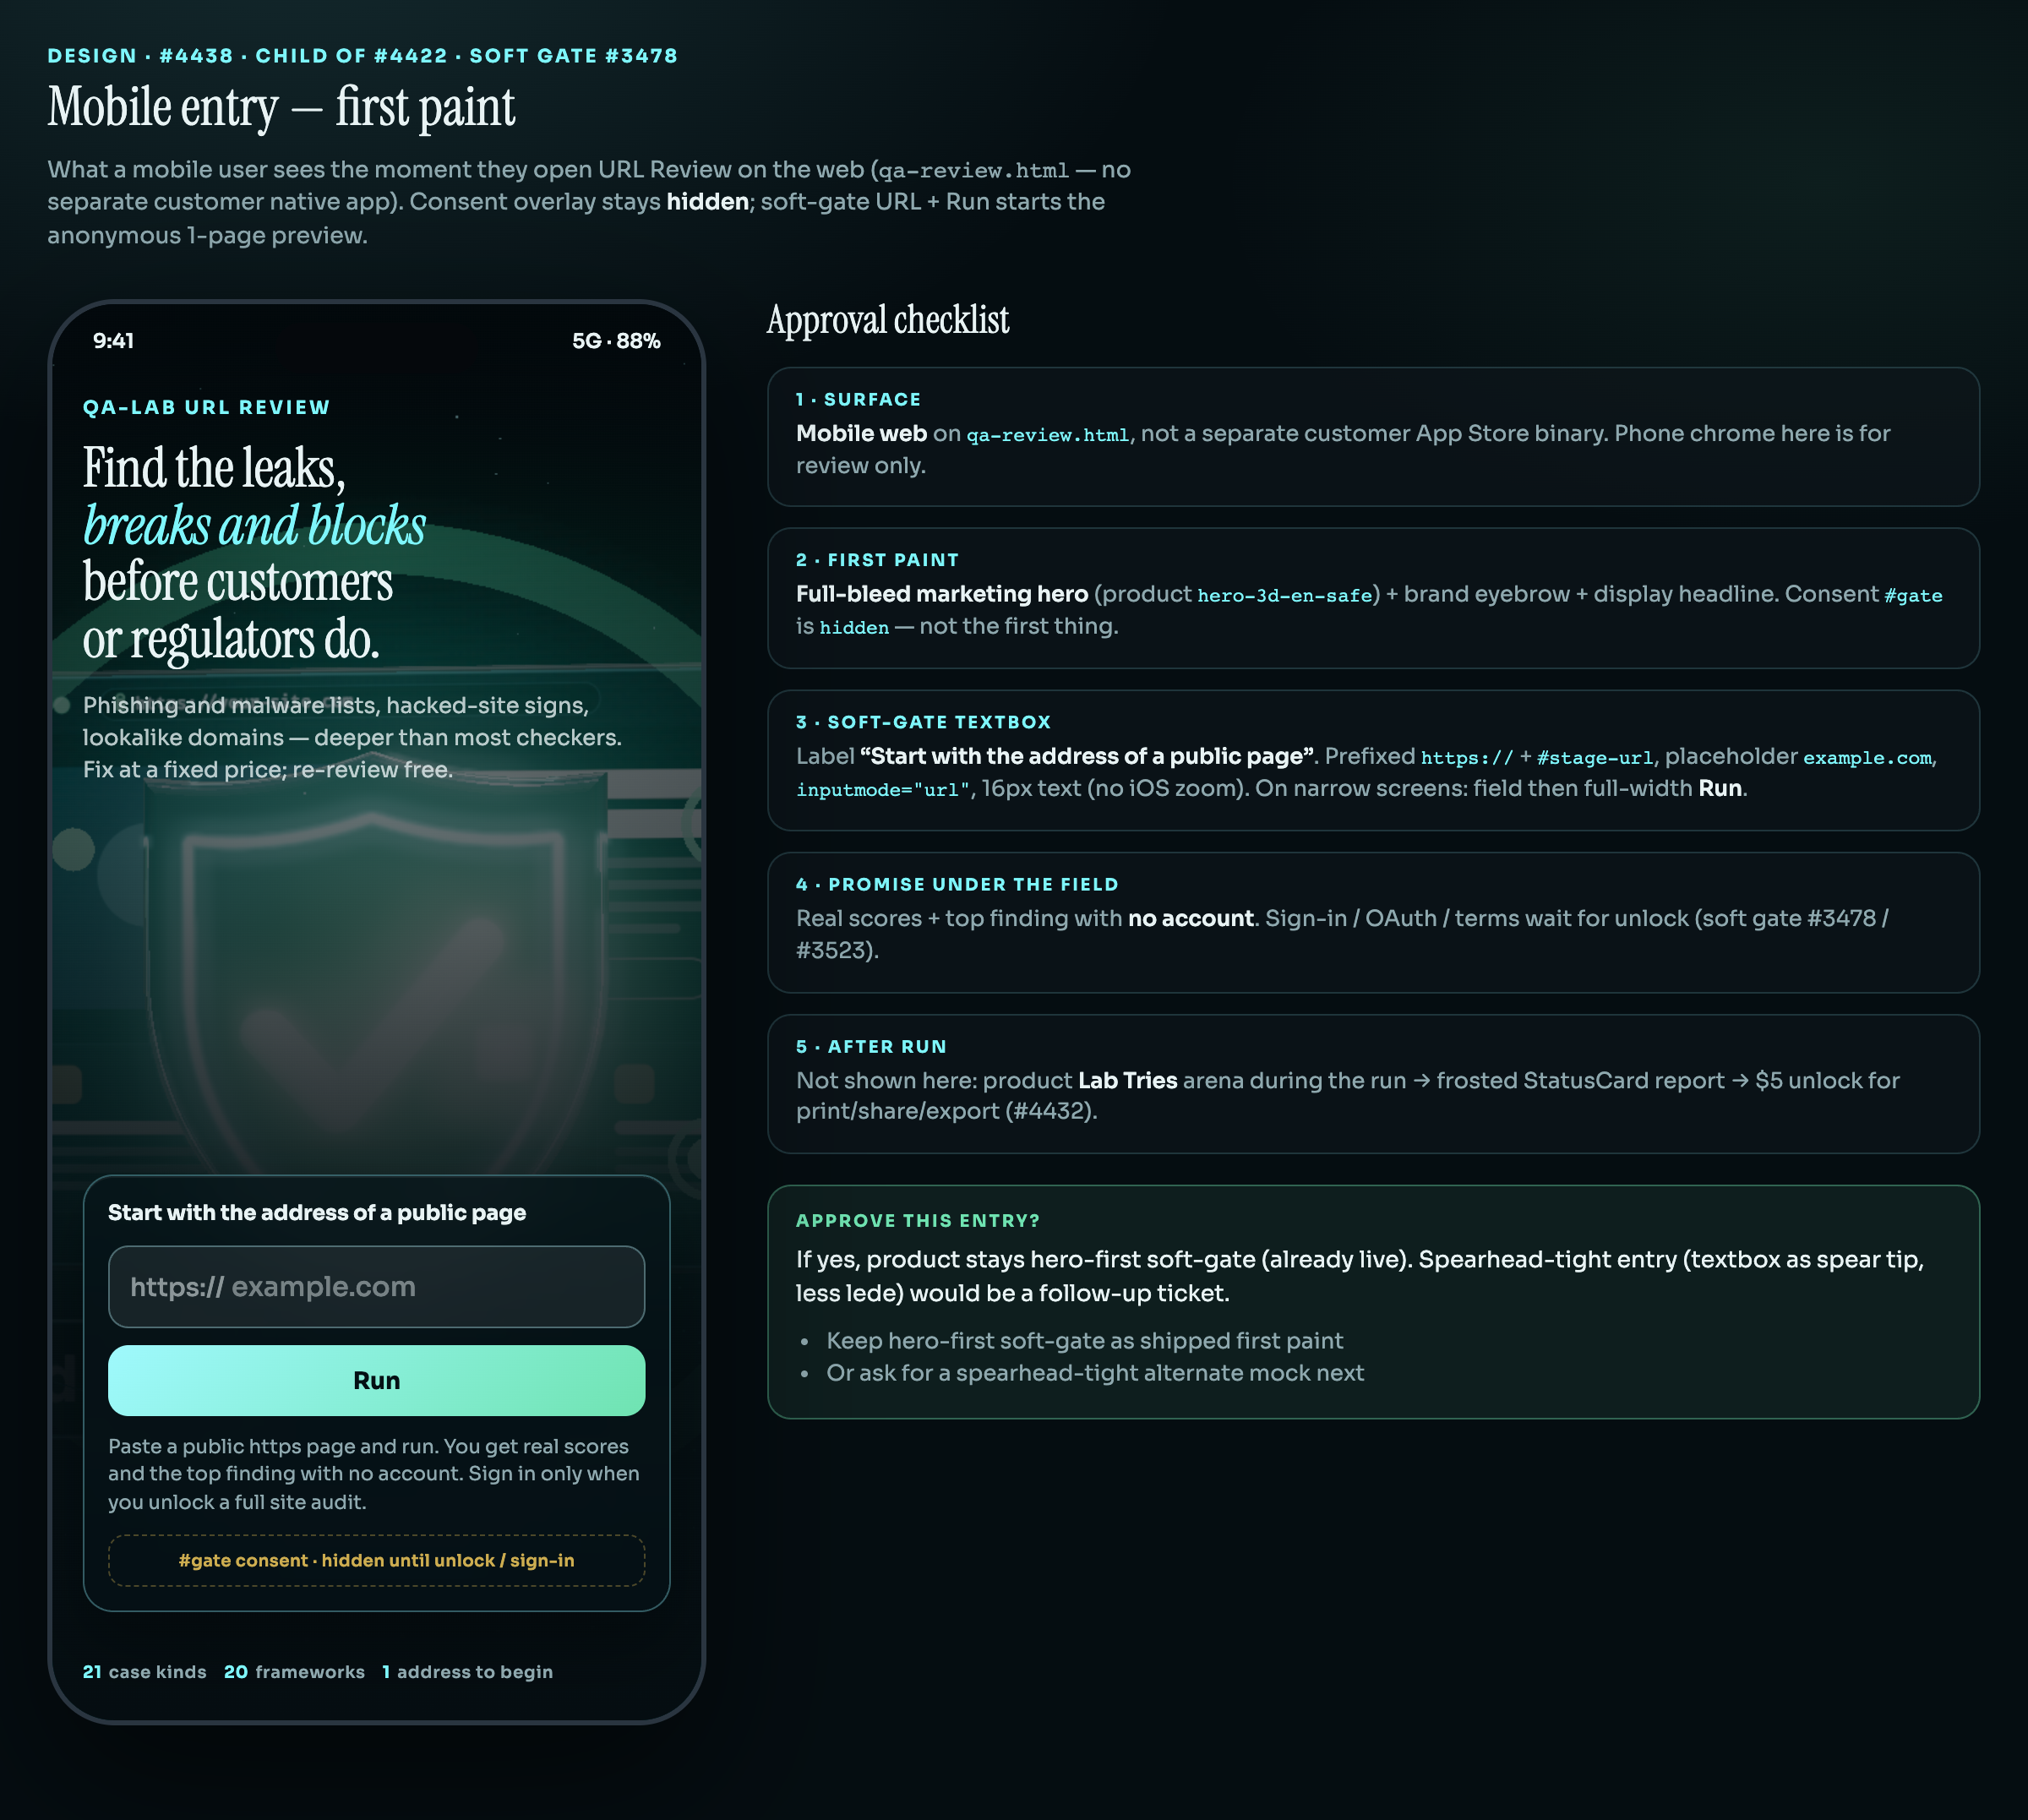 DESIGN · #4438 · CHILD OF #4422 · SOFT GATE #3478
Mobile entry — first paint
What a mobile user sees the moment they open URL Review on the web (qa-review.html — no
separate customer native app). Consent overlay stays hidden; soft-gate URL + Run starts the
anonymous 1-page preview.
9:41
5G · 88%
QA-LAB URL REVIEW
Find the leaks,
breaks and blocks
before customers
or regulators do.
Phishing and malware lists, hacked-site signs,
lookalike domains — deeper than most checkers.
Fix at a fixed price; re-review free.
Start with the address of a public page
https:// example.com
Run
Paste a public https page and run. You get real scores
and the top finding with no account. Sign in only when
you unlock a full site audit.
#gate consent · hidden until unlock / sign-in
21 case kinds 20 frameworks 1 address to begin
Approval checklist
1 · SURFACE
Mobile web on qa-review.html, not a separate customer App Store binary. Phone chrome here is for
review only.
2 · FIRST PAINT
Full-bleed marketing hero (product hero-3d-en-safe) + brand eyebrow + display headline. Consent #gate
is hidden — not the first thing.
3 · SOFT-GATE TEXTBOX
Label “Start with the address of a public page”. Prefixed https:// + #stage-url, placeholder example.com,
inputmode="url", 16px text (no iOS zoom). On narrow screens: field then full-width Run.
4 · PROMISE UNDER THE FIELD
Real scores + top finding with no account. Sign-in / OAuth / terms wait for unlock (soft gate #3478 /
#3523).
5 · AFTER RUN
Not shown here: product Lab Tries arena during the run → frosted StatusCard report → $5 unlock for
print/share/export (#4432).
APPROVE THIS ENTRY?
If yes, product stays hero-first soft-gate (already live). Spearhead-tight entry (textbox as spear tip,
less lede) would be a follow-up ticket.
• Keep hero-first soft-gate as shipped first paint
• Or ask for a spearhead-tight alternate mock next